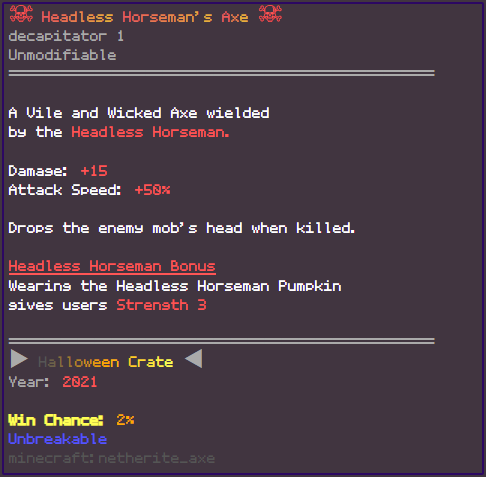 ☠ Headless Horseman's Axe ☠
decapitator 1
Unmodifiable
A Vile and Wicked Axe wielded
by the Headless Horseman.
Damage: +15
Attack Speed: +50%
Drops the enemy mob's head when killed.
Headless Horseman Bonus
Wearing the Headless Horseman Pumpkin
gives users Strength 3
▶ Halloween Crate ◀
Year: 2021
Win Chance: 2%
Unbreakable
minecraft:netherite_axe